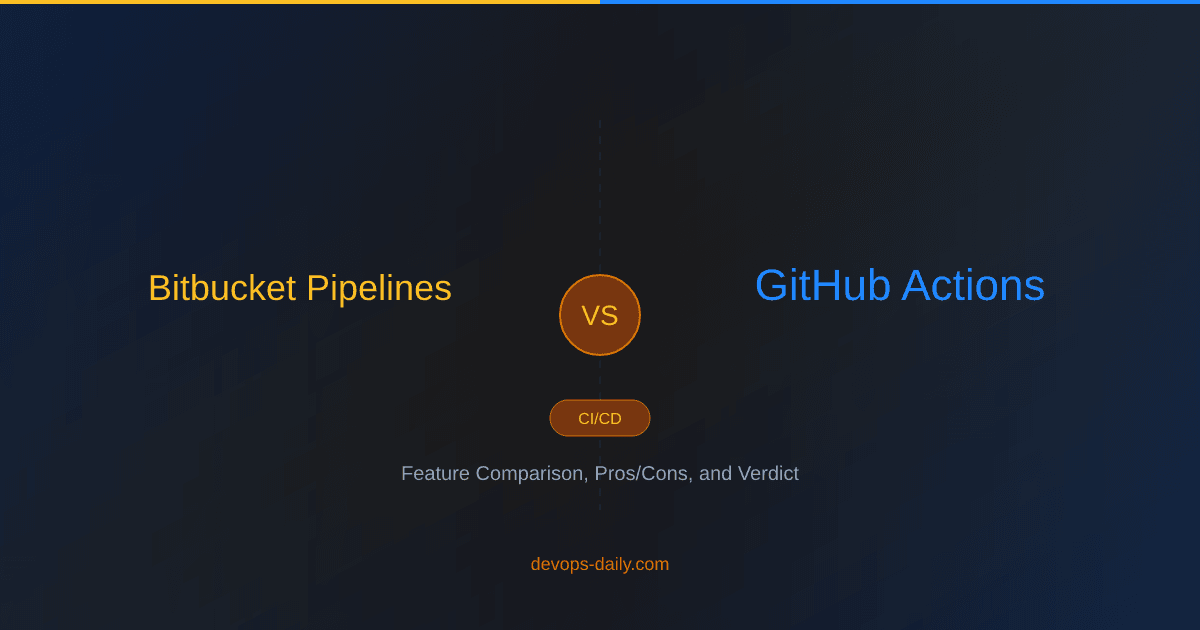 Bitbucket Pipelines
VS
GitHub Actions
CI/CD
Feature Comparison, Pros/Cons, and Verdict
devops-daily.com